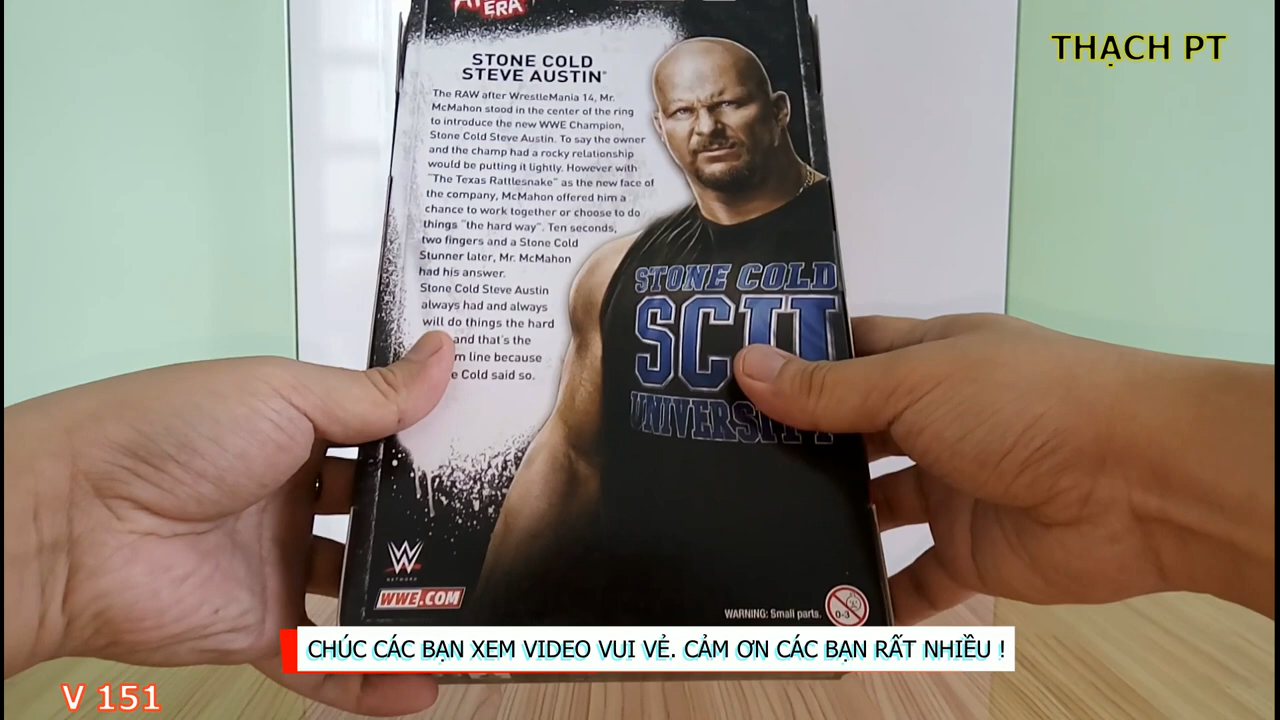 ERA
THẠCH PT
STONE COLD
STEVE AUSTIN®
The RAW after WrestleMania 14, Mr.
McMahon stood in the center of the ring
to introduce the new WWE Champion,
Stone Cold Steve Austin. To say the owner
and the champ had a rocky relationship
would be putting it lightly. However with
"The Texas Rattlesnake" as the new face of
the company, McMahon offered him a
chance to work together or choose to do
things "the hard way". Ten seconds,
two fingers and a Stone Cold
Stunner later, Mr. McMahon
had his answer.
Stone Cold Steve Austin
always had and always
will do things the hard
and that's the
line because
Cold said so.
STONE COLD
UNIVERSITY
W
NETWORK
WWE.COM
WARNING: Small parts.
0-3
CHÚC CÁC BẠN XEM VIDEO VUI VẺ. CẢM ƠN CÁC BẠN RẤT NHIỀU !
V 151